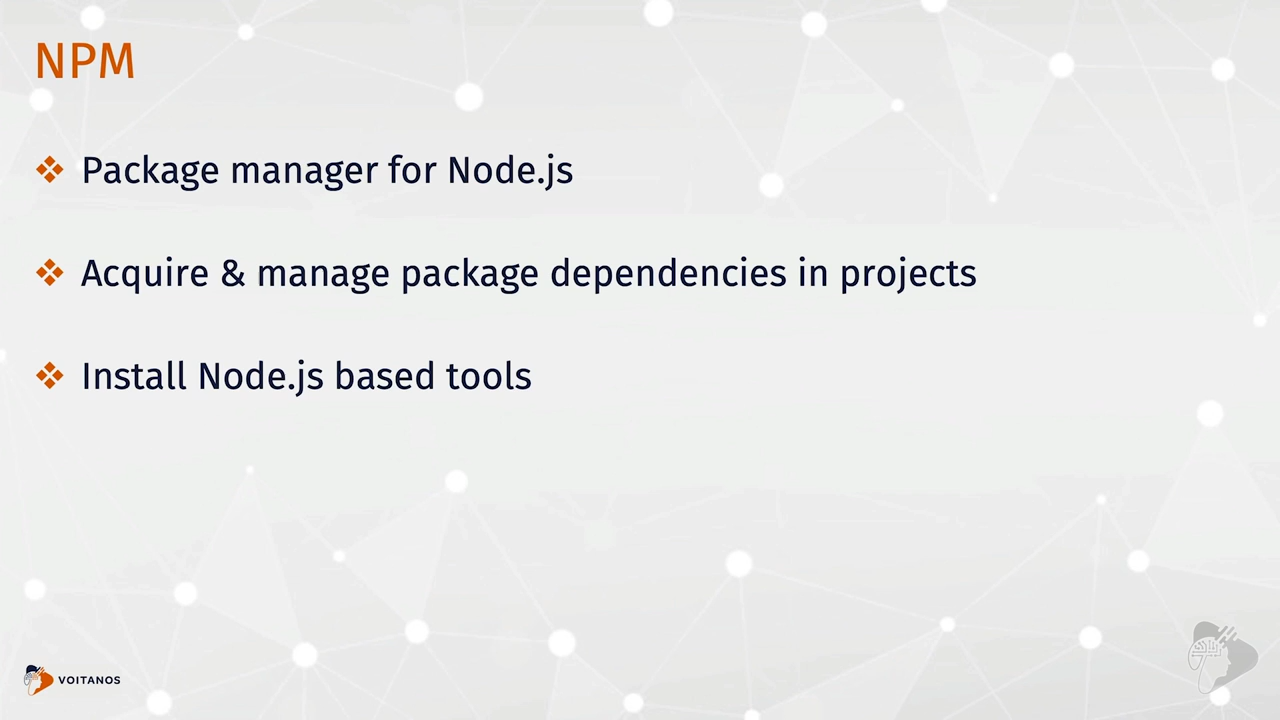 NPM
Package manager for Node.js
Acquire & manage package dependencies in projects
Install Node.js based tools
VOITANOS